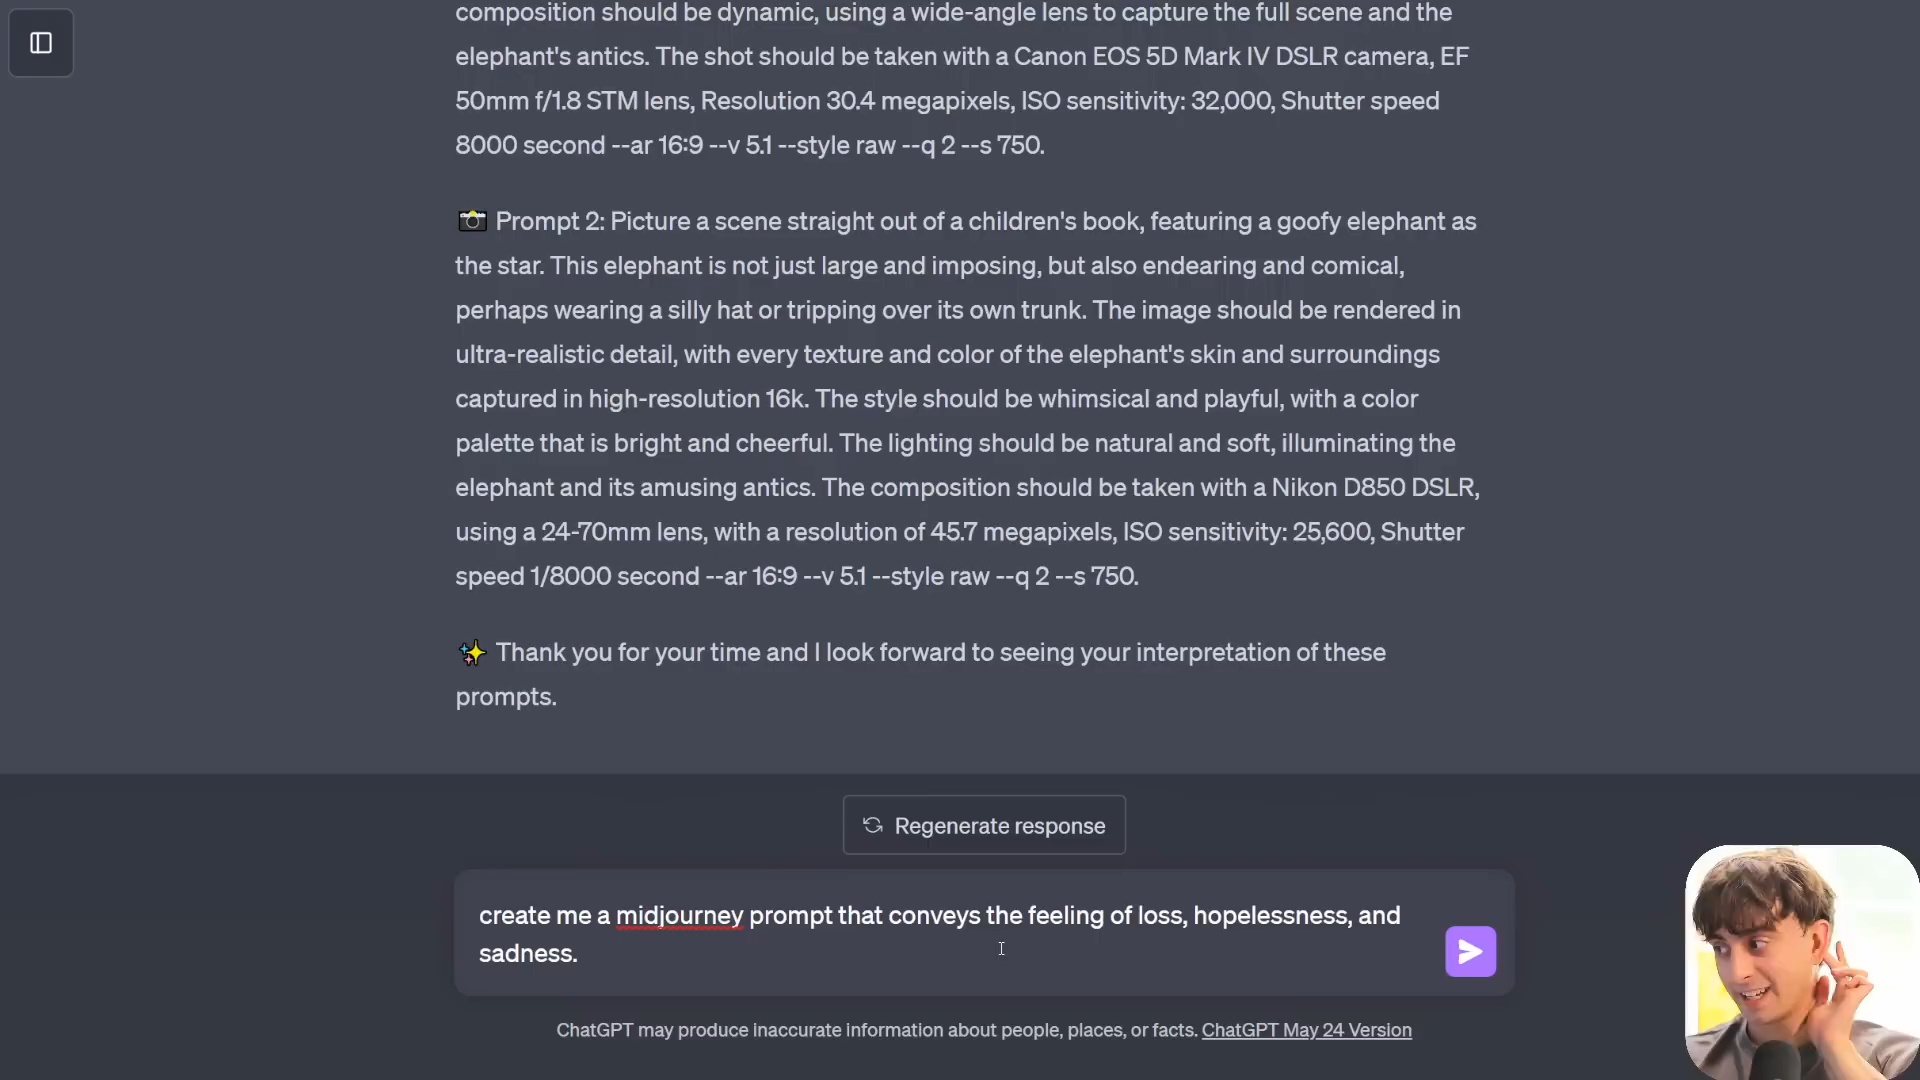 composition should be dynamic, using a wide-angle lens to capture the full scene and the
elephant's antics. The shot should be taken with a Canon EOS 5D Mark IV DSLR camera, EF
50mm f/1.8 STM lens, Resolution 30.4 megapixels, ISO sensitivity: 32,000, Shutter speed
8000 second --ar 16:9 --v 5.1 --style raw --q 2 --s 750.
📸 Prompt 2: Picture a scene straight out of a children's book, featuring a goofy elephant as
the star. This elephant is not just large and imposing, but also endearing and comical,
perhaps wearing a silly hat or tripping over its own trunk. The image should be rendered in
ultra-realistic detail, with every texture and color of the elephant's skin and surroundings
captured in high-resolution 16k. The style should be whimsical and playful, with a color
palette that is bright and cheerful. The lighting should be natural and soft, illuminating the
elephant and its amusing antics. The composition should be taken with a Nikon D850 DSLR,
using a 24-70mm lens, with a resolution of 45.7 megapixels, ISO sensitivity: 25,600, Shutter
speed 1/8000 second --ar 16:9 --v 5.1 --style raw --q 2 --s 750.
✨ Thank you for your time and I look forward to seeing your interpretation of these
prompts.
Regenerate response
create me a midjourney prompt that conveys the feeling of loss, hopelessness, and
sadness.
ChatGPT may produce inaccurate information about people, places, or facts. ChatGPT May 24 Version